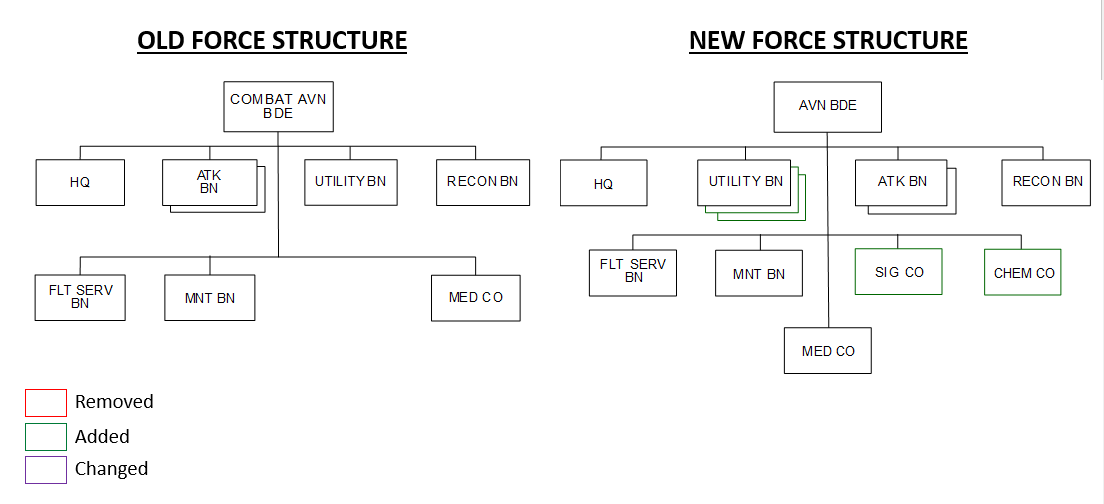 OLD FORCE STRUCTURE
COMBAT AVN
BDE
HQ
ATK
BN
UTILITY BN
RECON BN
FLT SERV
BN
MNT BN
MED CO
NEW FORCE STRUCTURE
AVN BDE
HQ
UTILITY BN
ATK BN
RECON BN
FLT SERV
BN
MNT BN
SIG CO
CHEM CO
MED CO
Removed
Added
Changed